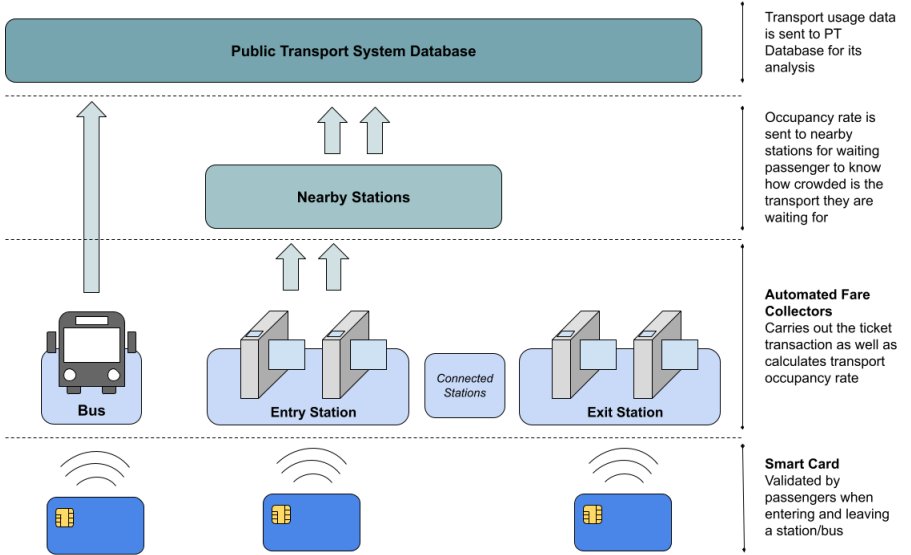 Public Transport System Database
Transport usage data
is sent to PT
Database for its
analysis
Nearby Stations
Occupancy rate is
sent to nearby
stations for waiting
passenger to know
how crowded is the
transport they are
waiting for
Bus
Entry Station
Connected
Stations
Exit Station
Automated Fare
Collectors
Carries out the ticket
transaction as well as
calculates transport
occupancy rate
Smart Card
Validated by
passengers when
entering and leaving
a station/bus